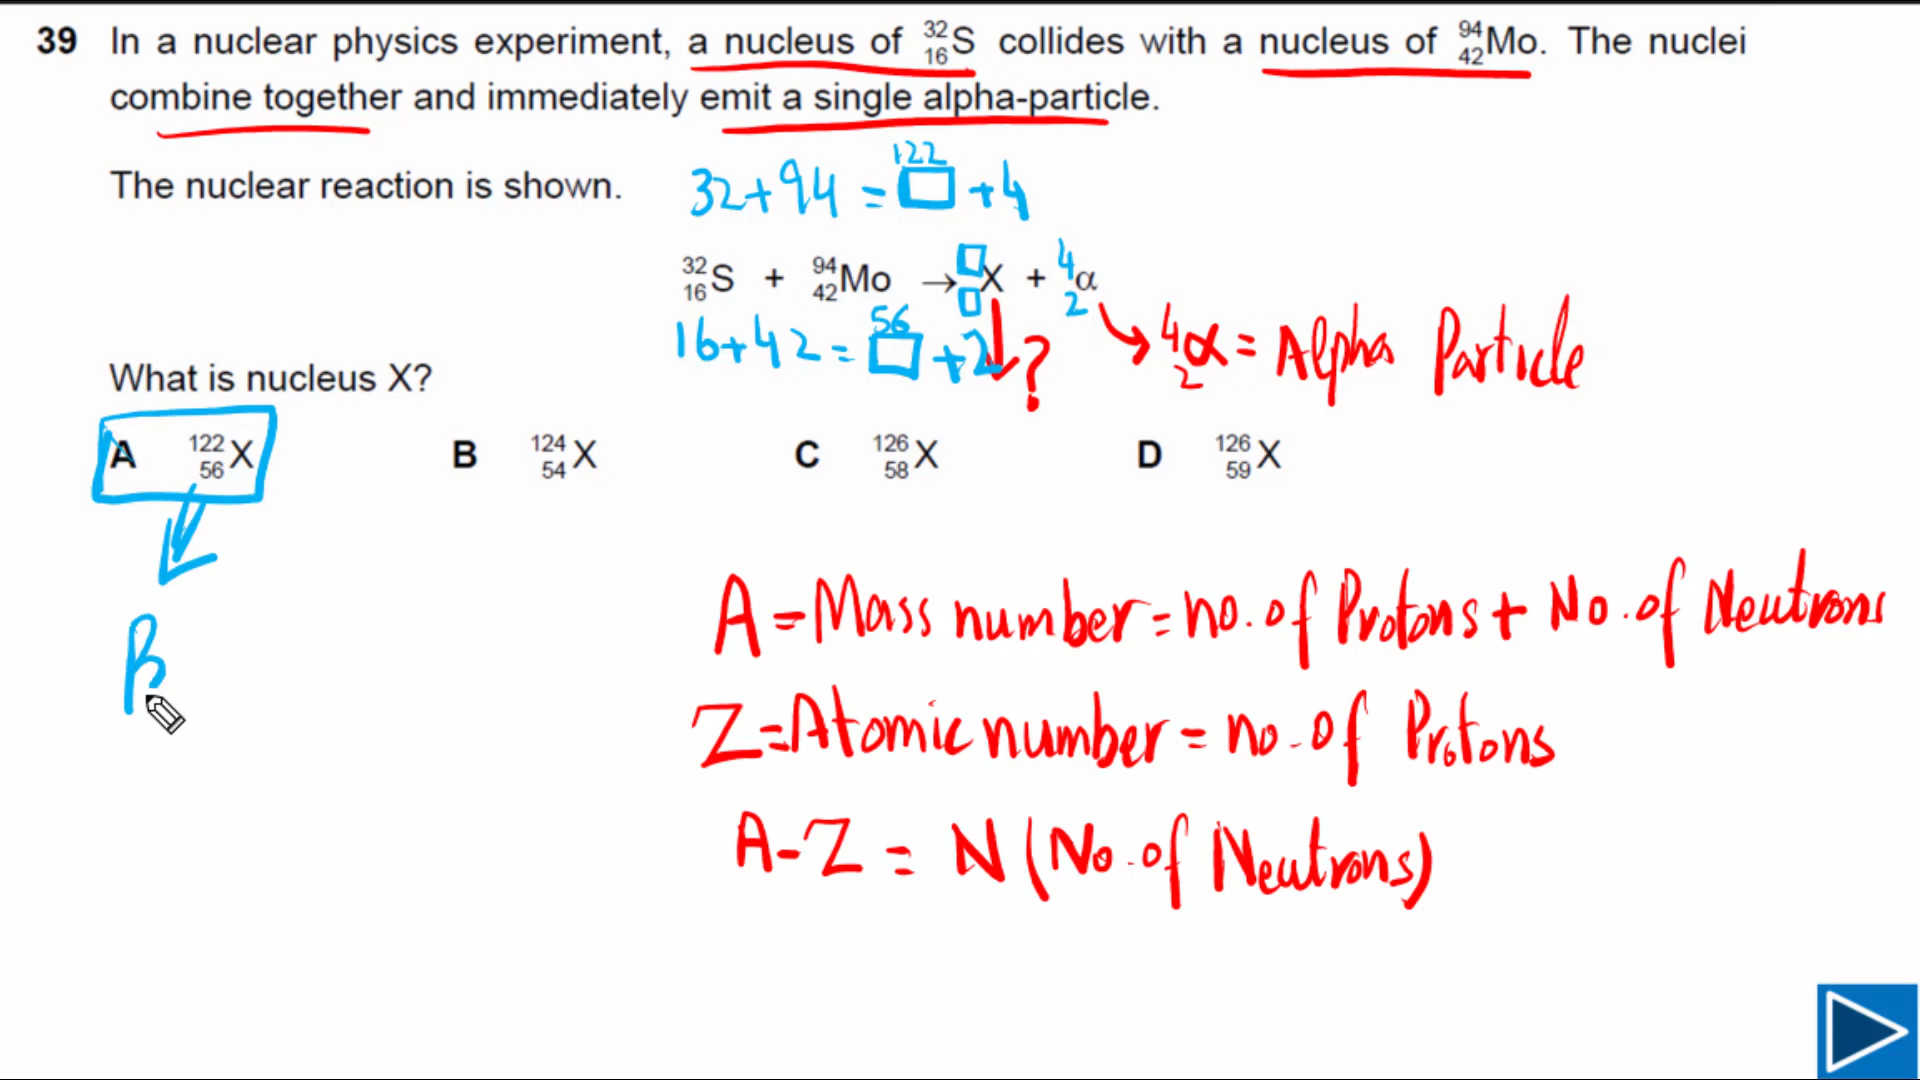 39 In a nuclear physics experiment, a nucleus of ³²₁₆S collides with a nucleus of ⁹⁴₄₂Mo. The nuclei
combine together and immediately emit a single alpha-particle.
The nuclear reaction is shown.
32+94 = □ + 4
122
³²₁₆S + ⁹⁴₄₂Mo → □X + ⁴₂α
16+42 = □ + 2
56
?
⁴₂α = Alpha Particle
What is nucleus X?
A ¹²²₅₆X B ¹²⁴₅₄X C ¹²⁶₅₈X D ¹²⁶₅₉X
B
A = Mass number = no. of Protons + No. of Neutrons
Z = Atomic number = no. of Protons
A - Z = N (No. of Neutrons)